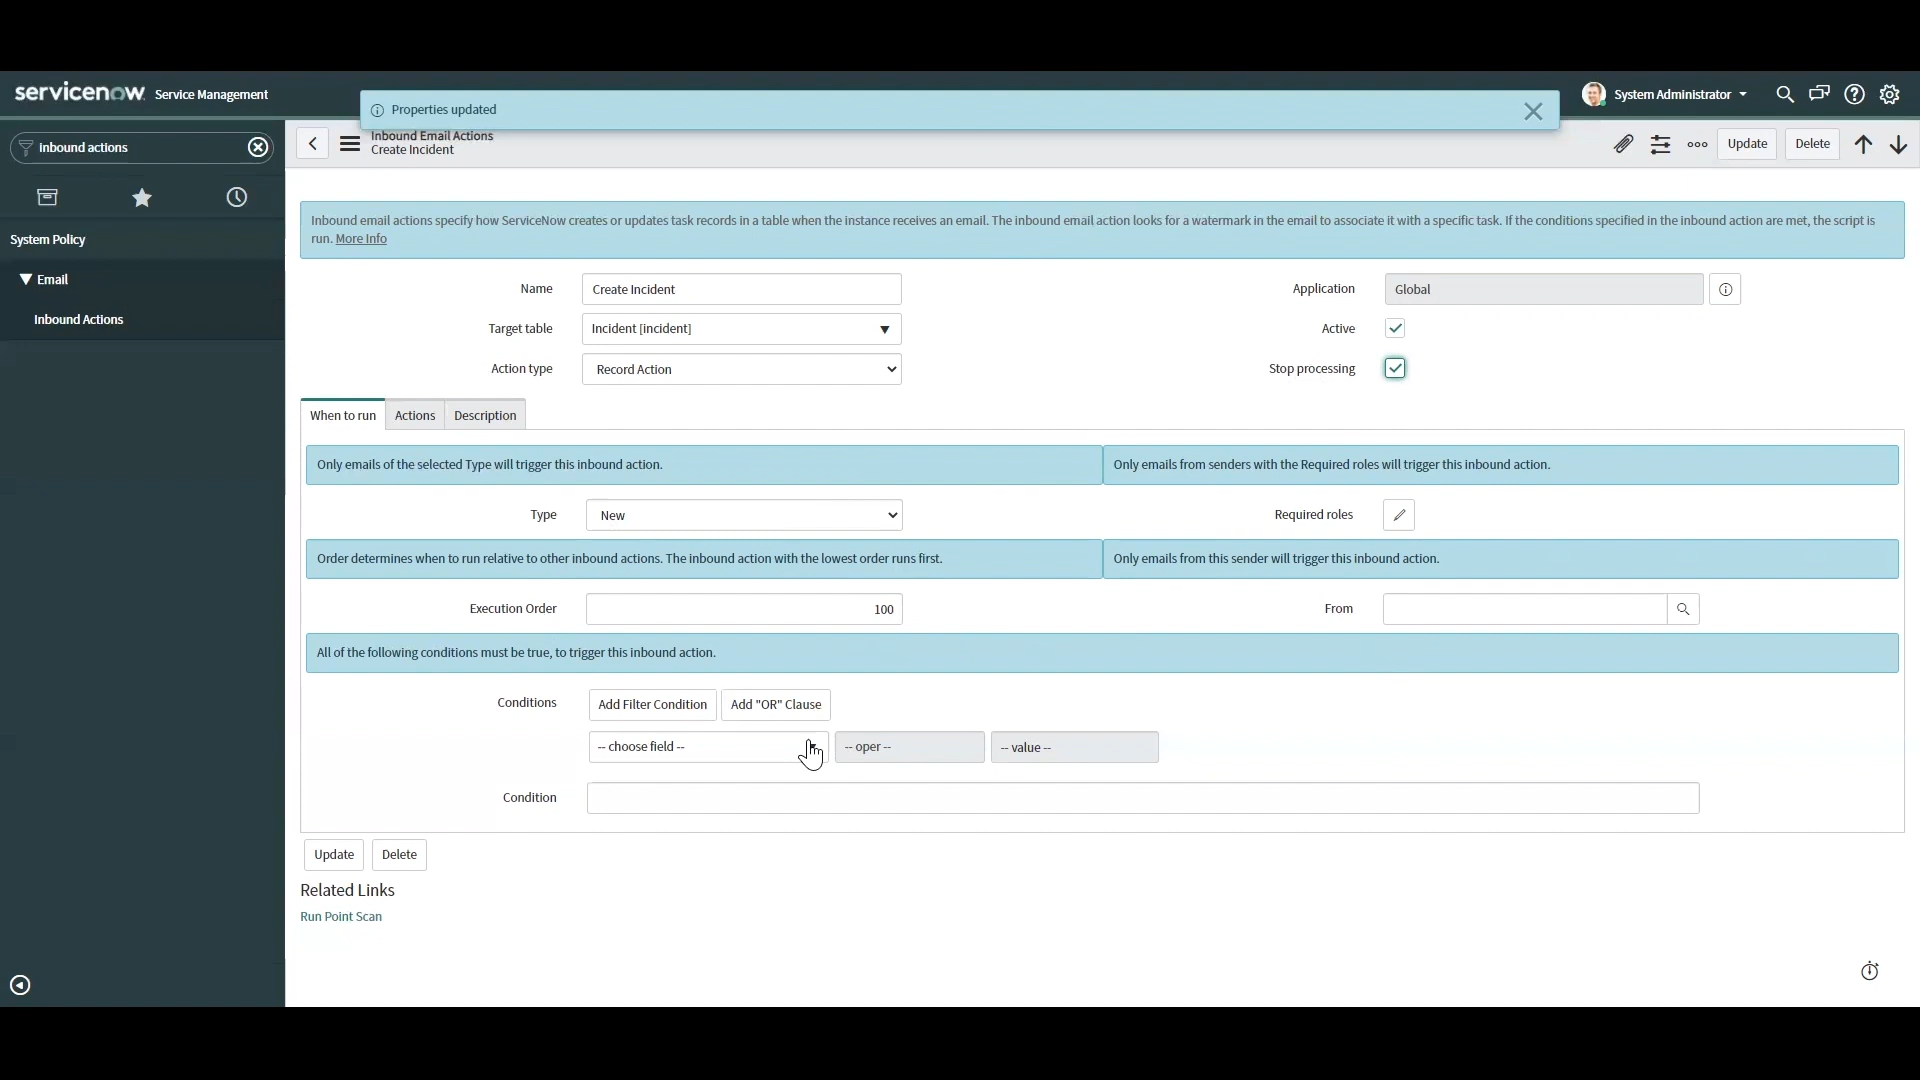 servicenow Service Management
Properties updated
System Administrator
inbound actions
Inbound Email Actions
Create Incident
Update
Delete
System Policy
Email
Inbound Actions
Inbound email actions specify how ServiceNow creates or updates task records in a table when the instance receives an email. The inbound email action looks for a watermark in the email to associate it with a specific task. If the conditions specified in the inbound action are met, the script is
run. More Info
Name
Create Incident
Application
Global
Target table
Incident [incident]
Active
Action type
Record Action
Stop processing
When to run
Actions
Description
Only emails of the selected Type will trigger this inbound action.
Only emails from senders with the Required roles will trigger this inbound action.
Type
New
Required roles
Order determines when to run relative to other inbound actions. The inbound action with the lowest order runs first.
Only emails from this sender will trigger this inbound action.
Execution Order
100
From
All of the following conditions must be true, to trigger this inbound action.
Conditions
Add Filter Condition
Add "OR" Clause
-- choose field --
-- oper --
-- value --
Condition
Update
Delete
Related Links
Run Point Scan